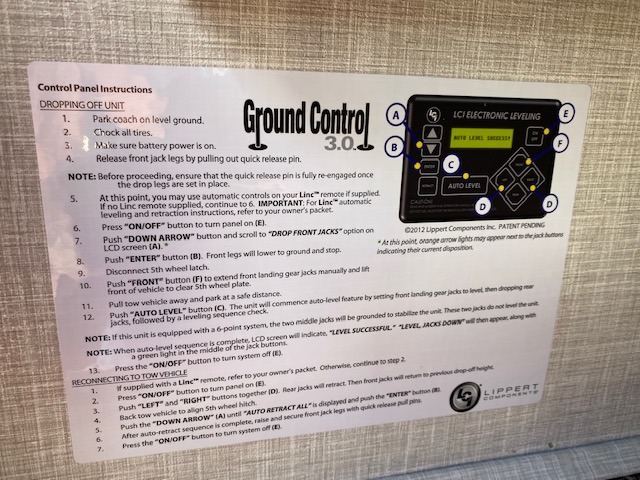 Control Panel Instructions
DROPPING OFF UNIT
1. Park coach on level ground.
2. Chock all tires.
3. Make sure battery power is on.
4. Release front jack legs by pulling out quick release pin.
NOTE: Before proceeding, ensure that the quick release pin is fully re-engaged once
the drop legs are set in place.
5. At this point, you may use automatic controls on your Linc™ remote if supplied.
If no Linc remote supplied, continue to 6. IMPORTANT: For Linc™ automatic
leveling and retraction instructions, refer to your owner's packet.
6. Press "ON/OFF" button to turn panel on (E).
7. Push "DOWN ARROW" button and scroll to "DROP FRONT JACKS" option on
LCD screen (A). *
8. Push "ENTER" button (B). Front legs will lower to ground and stop.
9. Disconnect 5th wheel latch.
10. Push "FRONT" button (F) to extend front landing gear jacks manually and lift
front of vehicle to clear 5th wheel plate.
11. Pull tow vehicle away and park at a safe distance.
12. Push "AUTO LEVEL" button (C). The unit will commence auto-level feature by setting front landing gear jacks to level, then dropping rear
jacks, followed by a leveling sequence check.
NOTE: If this unit is equipped with a 6-point system, the two middle jacks will be grounded to stabilize the unit. These two jacks do not level the unit.
NOTE: When auto-level sequence is complete, LCD screen will indicate, "LEVEL SUCCESSFUL." "LEVEL, JACKS DOWN" will then appear, along with
a green light in the middle of the jack buttons.
13. Press the "ON/OFF" button to turn system off (E).
RECONNECTING TO TOW VEHICLE
1. If supplied with a Linc™ remote, refer to your owner's packet. Otherwise, continue to step 2.
2. Press "ON/OFF" button to turn panel on (E).
3. Push "LEFT" and "RIGHT" buttons together (D). Rear jacks will retract. Then front jacks will return to previous drop-off height.
4. Back tow vehicle to align 5th wheel hitch.
5. Push the "DOWN ARROW" (A) until "AUTO RETRACT ALL" is displayed and push the "ENTER" button (B).
6. After auto-retract sequence is complete, raise and secure front jack legs with quick release pull pins.
7. Press the "ON/OFF" button to turn system off (E).
Ground Control
3.0
A
B
C
D
D
E
F
LCI ELECTRONIC LEVELING
AUTO LEVEL SUCCESS!
ON
OFF
ENTER
RETRACT
AUTO LEVEL
CAUTION
©2012 Lippert Components Inc. PATENT PENDING
* At this point, orange arrow lights may appear next to the jack buttons
indicating their current disposition.
LCI
LIPPERT
COMPONENTS